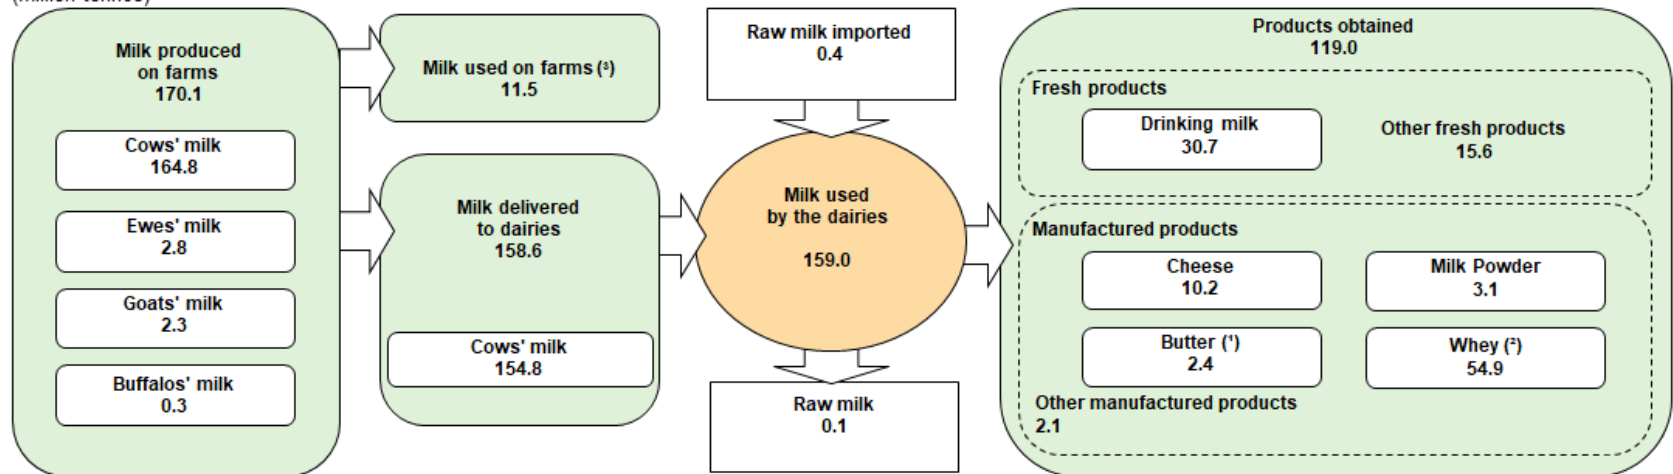 (million tonnes)
Milk produced
on farms
170.1
Cows' milk
164.8
Ewes' milk
2.8
Goats' milk
2.3
Buffalos' milk
0.3
Milk used on farms (³)
11.5
Milk delivered
to dairies
158.6
Cows' milk
154.8
Raw milk imported
0.4
Milk used
by the dairies
159.0
Raw milk
0.1
Products obtained
119.0
Fresh products
Drinking milk
30.7
Other fresh products
15.6
Manufactured products
Cheese
10.2
Milk Powder
3.1
Butter (¹)
2.4
Whey (²)
54.9
Other manufactured products
2.1